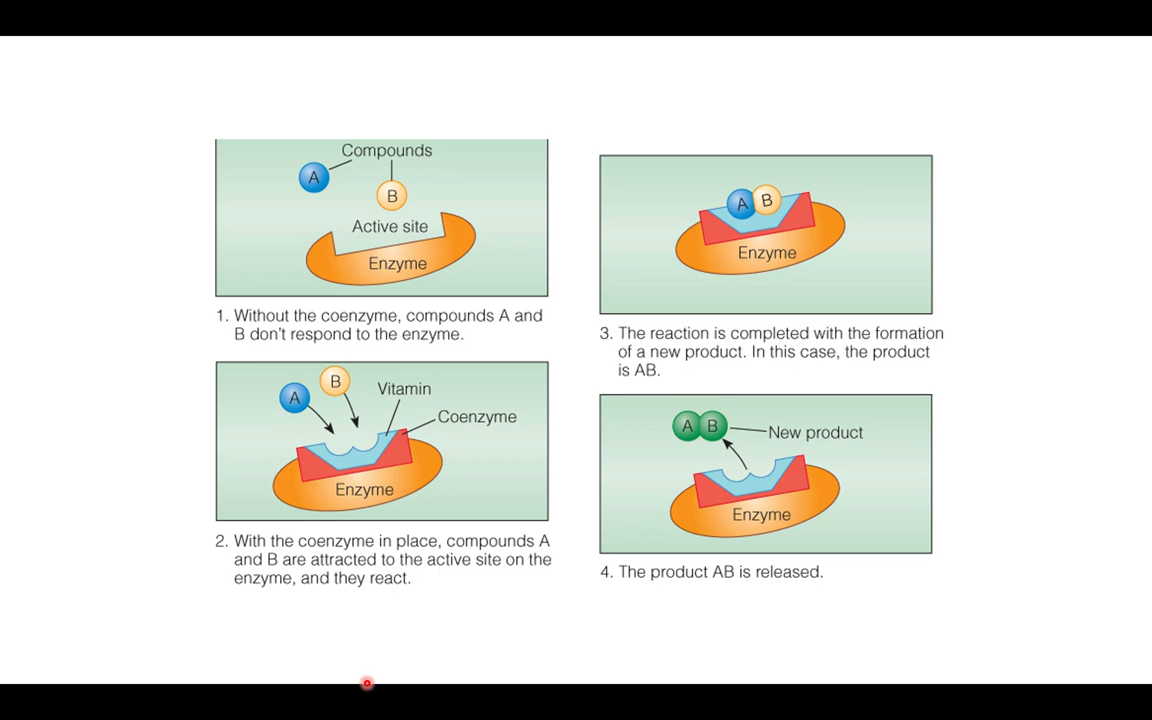 Compounds
A
B
Active site
Enzyme
1. Without the coenzyme, compounds A and
B don't respond to the enzyme.
B
A
Vitamin
Coenzyme
Enzyme
2. With the coenzyme in place, compounds A
and B are attracted to the active site on the
enzyme, and they react.
A B
Enzyme
3. The reaction is completed with the formation
of a new product. In this case, the product
is AB.
A B
New product
Enzyme
4. The product AB is released.